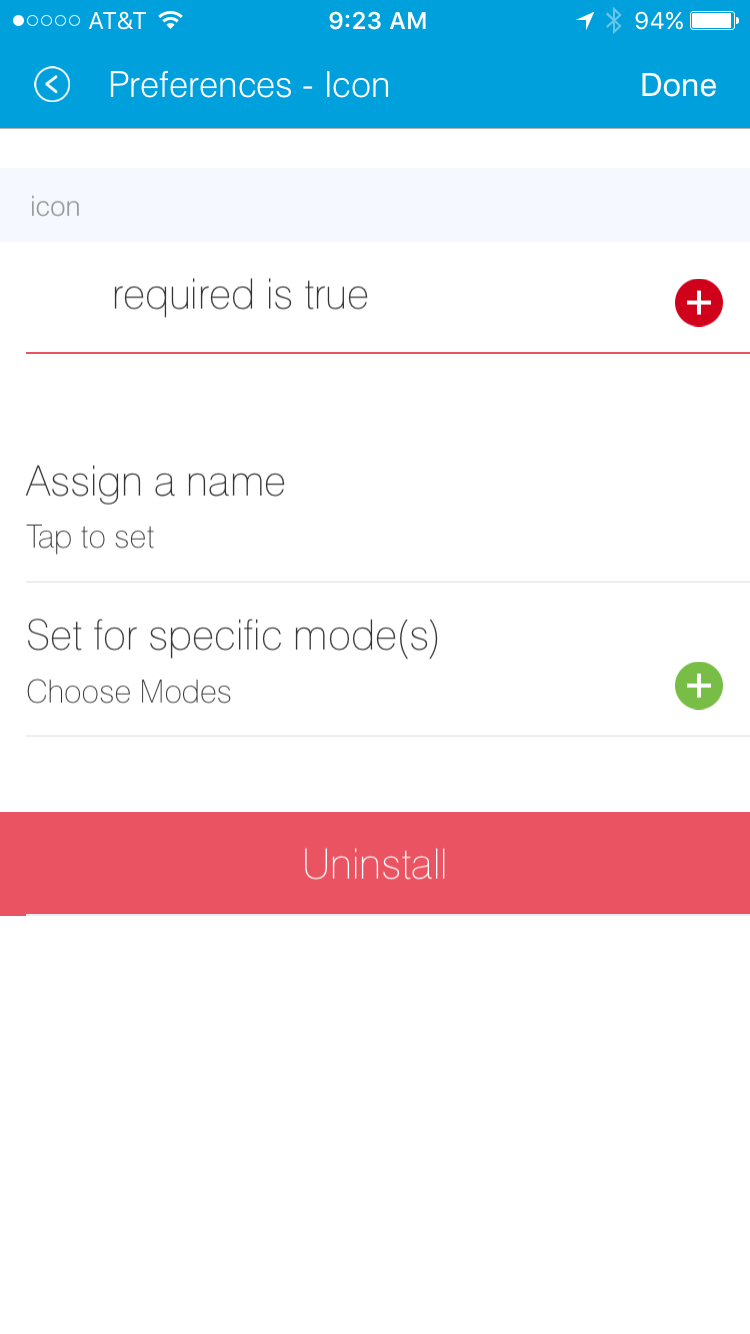 AT&T 9:23 AM 94%
Preferences - Icon Done
icon
required is true
Assign a name
Tap to set
Set for specific mode(s)
Choose Modes
Uninstall